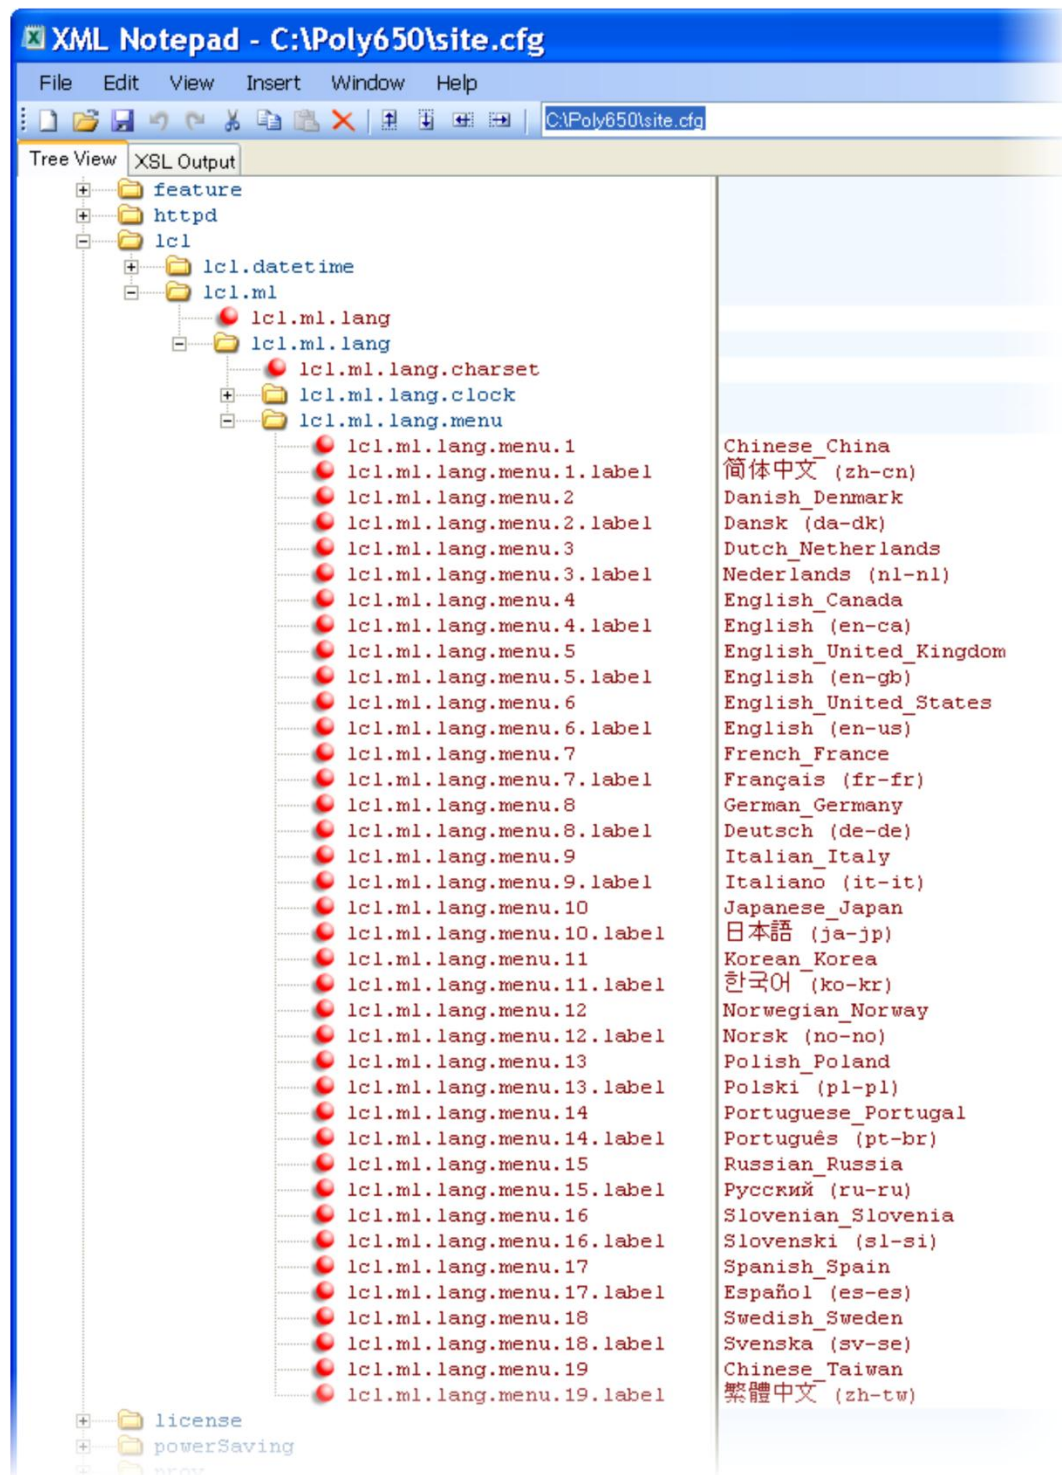 XML Notepad - C:\Poly650\site.cfg
File Edit View Insert Window Help
C:\Poly650\site.cfg
Tree View XSL Output
feature
httpd
lcl
lcl.datetime
lcl.ml
lcl.ml.lang
lcl.ml.lang
lcl.ml.lang.charset
lcl.ml.lang.clock
lcl.ml.lang.menu
lcl.ml.lang.menu.1 Chinese_China
lcl.ml.lang.menu.1.label 简体中文 (zh-cn)
lcl.ml.lang.menu.2 Danish_Denmark
lcl.ml.lang.menu.2.label Dansk (da-dk)
lcl.ml.lang.menu.3 Dutch_Netherlands
lcl.ml.lang.menu.3.label Nederlands (nl-nl)
lcl.ml.lang.menu.4 English_Canada
lcl.ml.lang.menu.4.label English (en-ca)
lcl.ml.lang.menu.5 English_United_Kingdom
lcl.ml.lang.menu.5.label English (en-gb)
lcl.ml.lang.menu.6 English_United_States
lcl.ml.lang.menu.6.label English (en-us)
lcl.ml.lang.menu.7 French_France
lcl.ml.lang.menu.7.label Français (fr-fr)
lcl.ml.lang.menu.8 German_Germany
lcl.ml.lang.menu.8.label Deutsch (de-de)
lcl.ml.lang.menu.9 Italian_Italy
lcl.ml.lang.menu.9.label Italiano (it-it)
lcl.ml.lang.menu.10 Japanese_Japan
lcl.ml.lang.menu.10.label 日本語 (ja-jp)
lcl.ml.lang.menu.11 Korean_Korea
lcl.ml.lang.menu.11.label 한국어 (ko-kr)
lcl.ml.lang.menu.12 Norwegian_Norway
lcl.ml.lang.menu.12.label Norsk (no-no)
lcl.ml.lang.menu.13 Polish_Poland
lcl.ml.lang.menu.13.label Polski (pl-pl)
lcl.ml.lang.menu.14 Portuguese_Portugal
lcl.ml.lang.menu.14.label Português (pt-br)
lcl.ml.lang.menu.15 Russian_Russia
lcl.ml.lang.menu.15.label Русский (ru-ru)
lcl.ml.lang.menu.16 Slovenian_Slovenia
lcl.ml.lang.menu.16.label Slovenski (sl-si)
lcl.ml.lang.menu.17 Spanish_Spain
lcl.ml.lang.menu.17.label Español (es-es)
lcl.ml.lang.menu.18 Swedish_Sweden
lcl.ml.lang.menu.18.label Svenska (sv-se)
lcl.ml.lang.menu.19 Chinese_Taiwan
lcl.ml.lang.menu.19.label 繁體中文 (zh-tw)
license
powerSaving